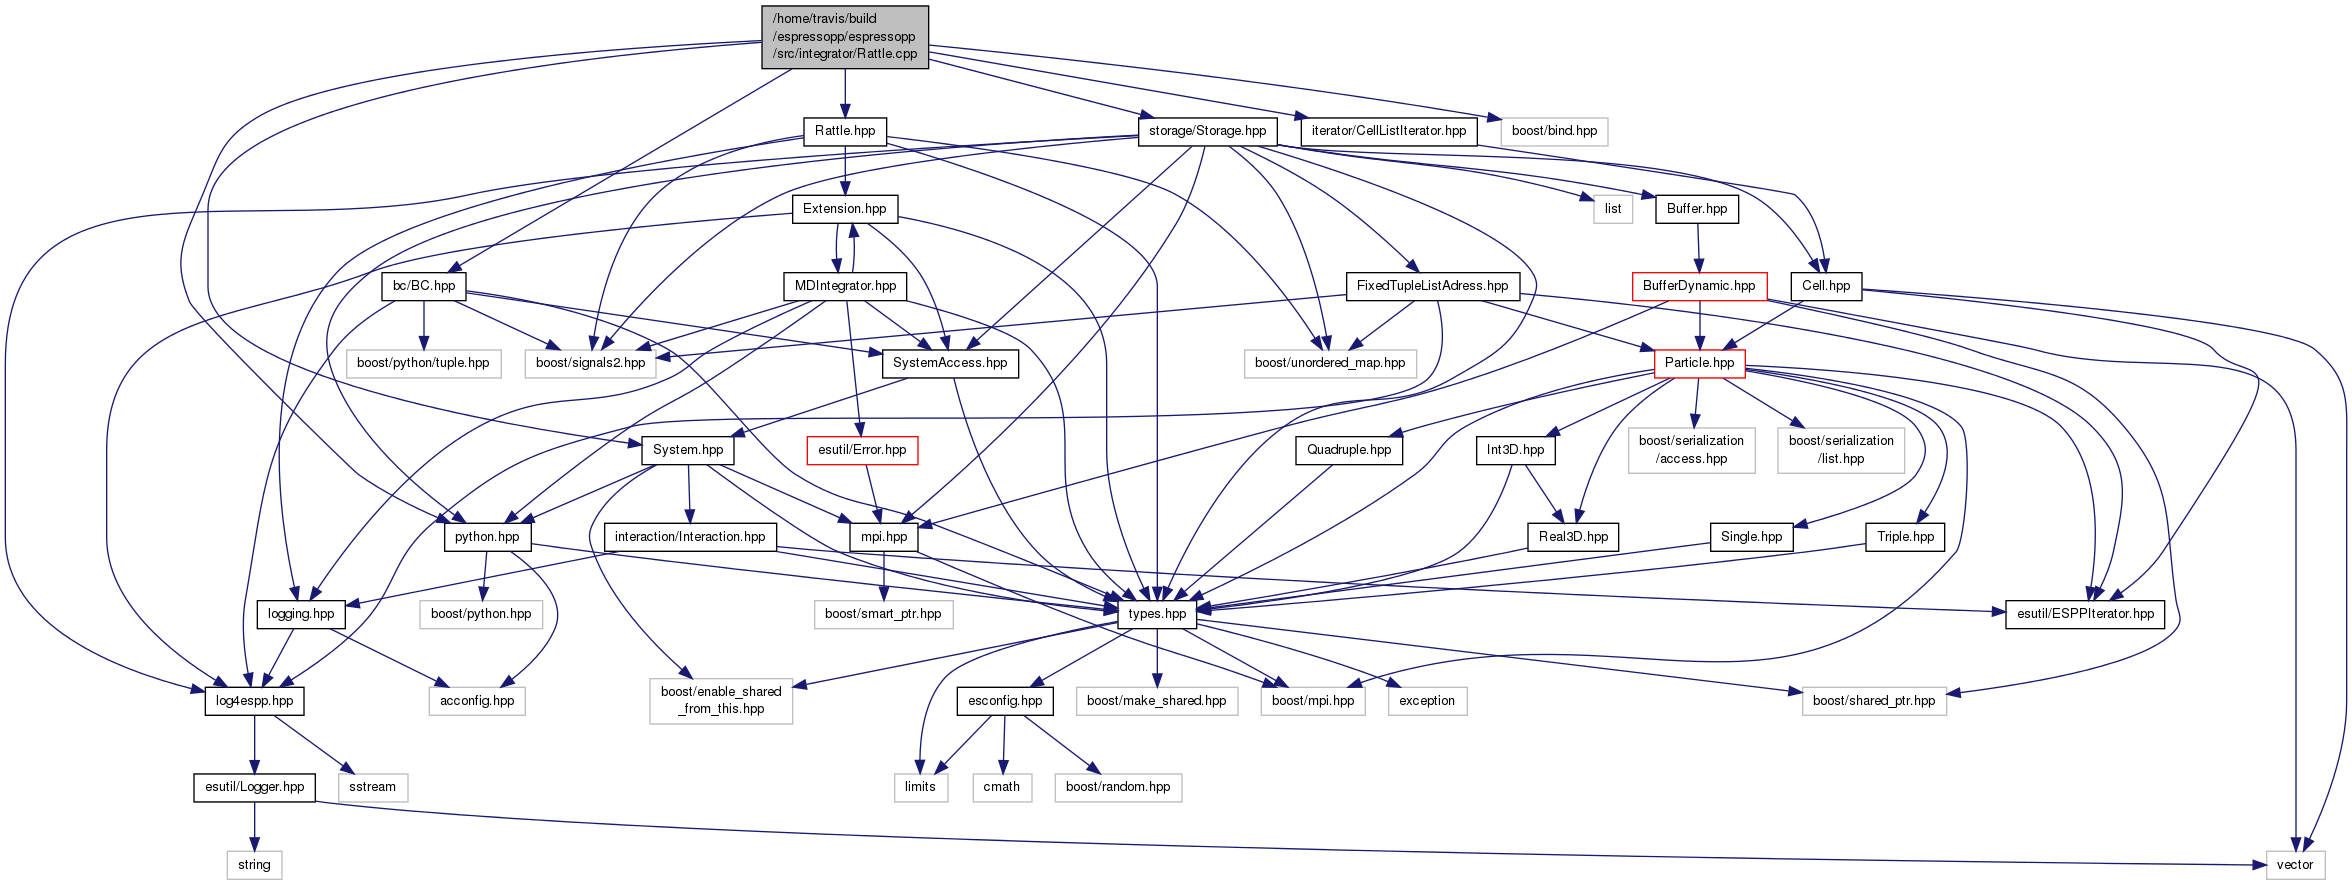 /home/travis/build
/espressopp/espressopp
/src/integrator/Rattle.cpp
Rattle.hpp
storage/Storage.hpp
iterator/CellListIterator.hpp
boost/bind.hpp
Extension.hpp
list
Buffer.hpp
bc/BC.hpp
MDIntegrator.hpp
FixedTupleListAdress.hpp
BufferDynamic.hpp
Cell.hpp
boost/python/tuple.hpp
boost/signals2.hpp
SystemAccess.hpp
boost/unordered_map.hpp
Particle.hpp
System.hpp
esutil/Error.hpp
Quadruple.hpp
Int3D.hpp
boost/serialization
/access.hpp
boost/serialization
/list.hpp
python.hpp
interaction/Interaction.hpp
mpi.hpp
Real3D.hpp
Single.hpp
Triple.hpp
logging.hpp
boost/python.hpp
boost/smart_ptr.hpp
types.hpp
esutil/ESPPIterator.hpp
log4espp.hpp
acconfig.hpp
boost/enable_shared
_from_this.hpp
esconfig.hpp
boost/make_shared.hpp
boost/mpi.hpp
exception
boost/shared_ptr.hpp
esutil/Logger.hpp
sstream
limits
cmath
boost/random.hpp
string
vector